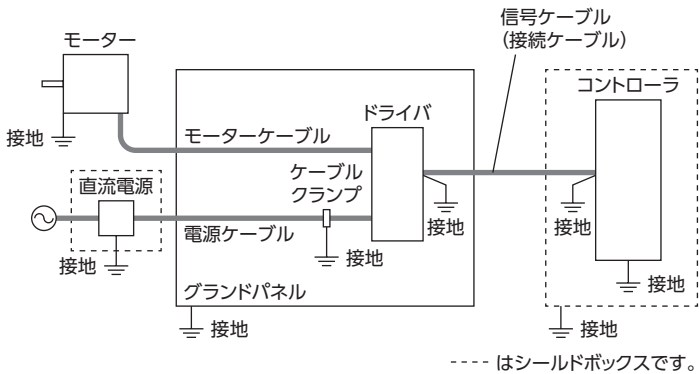 信号ケーブル
(接続ケーブル)
モーター
コントローラ
ドライバ
接地
モーターケーブル
ケーブル
クランプ
直流電源
接地
接地
電源ケーブル
接地
接地
接地
グランドパネル
接地
接地
はシールドボックスです。